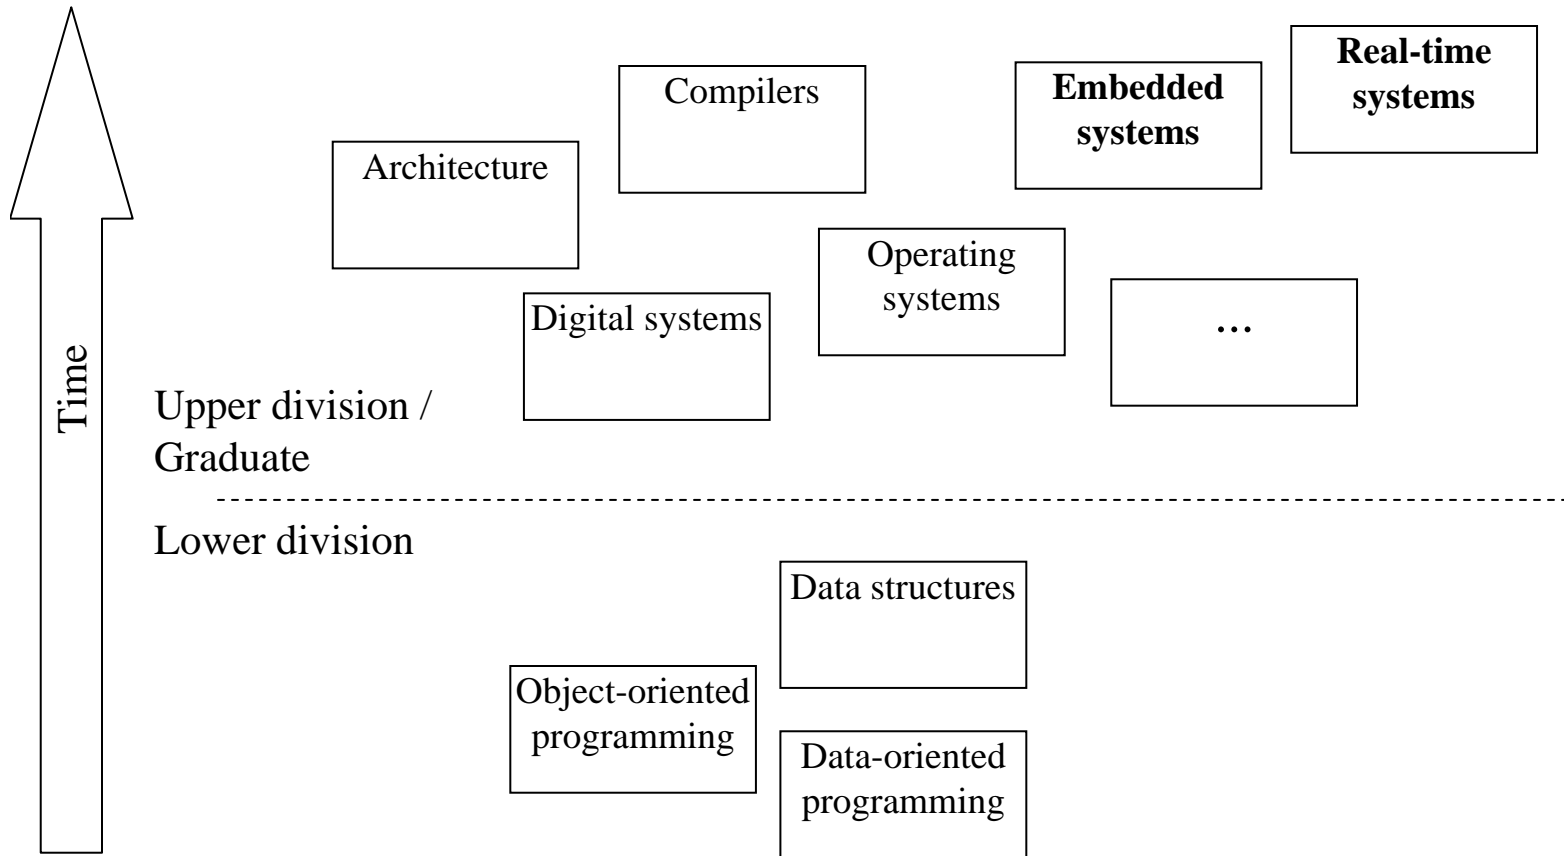 Real-time
systems
Embedded
systems
Compilers
Architecture
Operating
systems
Digital systems
...
Time
Upper division /
Graduate
Lower division
Data structures
Object-oriented
programming
Data-oriented
programming